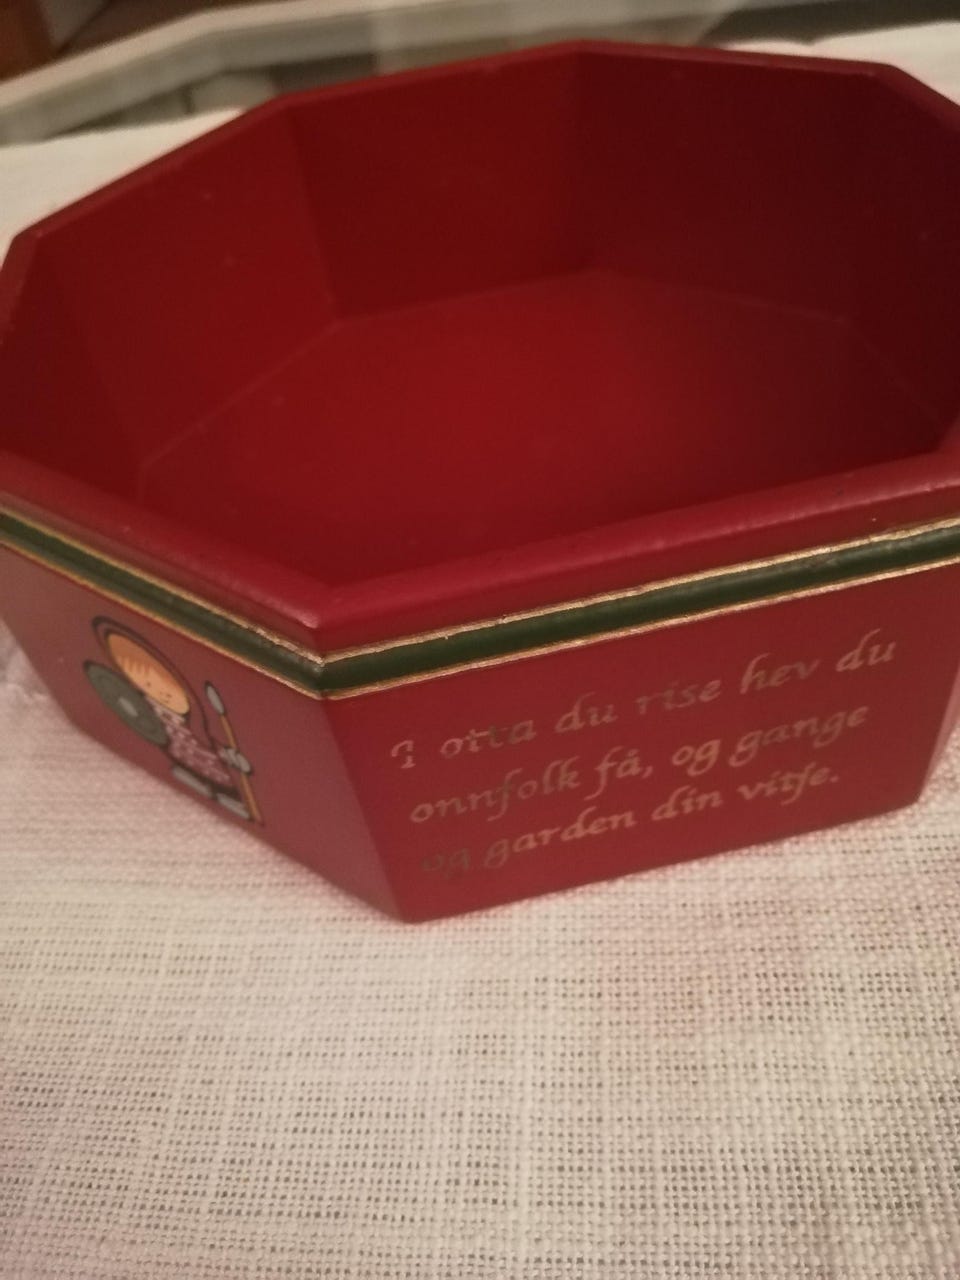 I otta du rise hev du
onnfolk få, og gange
og garden din vitje.